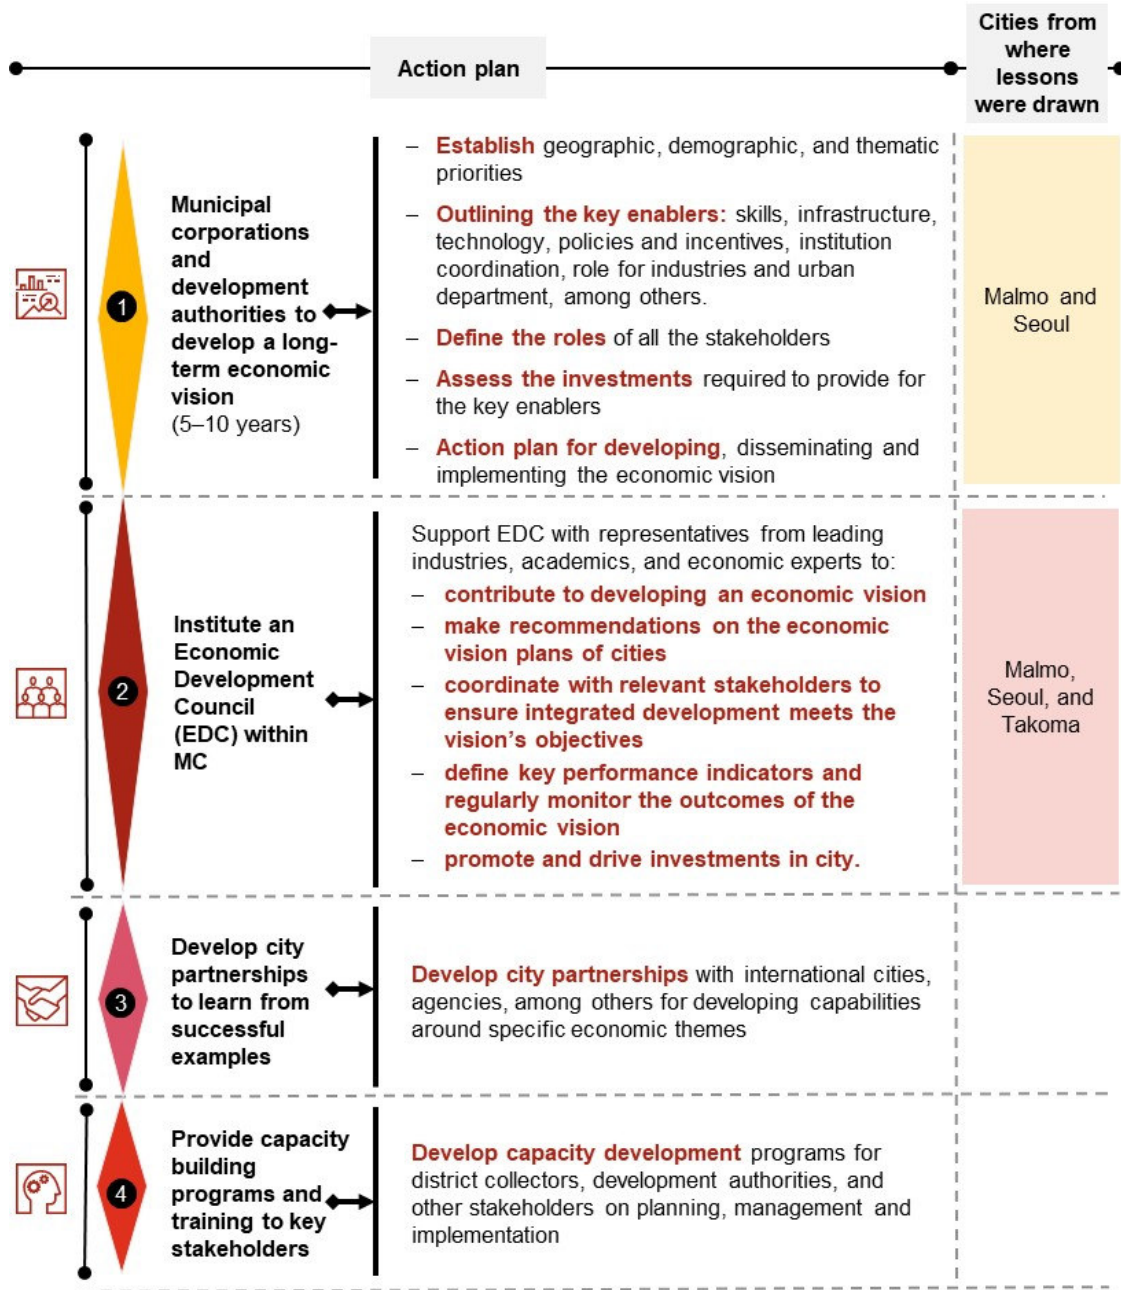 Action plan
Cities from
where
lessons
were drawn
1
Municipal
corporations
and
development
authorities to
develop a long-
term economic
vision
(5–10 years)
– Establish geographic, demographic, and thematic
priorities
– Outlining the key enablers: skills, infrastructure,
technology, policies and incentives, institution
coordination, role for industries and urban
department, among others.
– Define the roles of all the stakeholders
– Assess the investments required to provide for
the key enablers
– Action plan for developing, disseminating and
implementing the economic vision
Malmo and
Seoul
2
Institute an
Economic
Development
Council
(EDC) within
MC
Support EDC with representatives from leading
industries, academics, and economic experts to:
– contribute to developing an economic vision
– make recommendations on the economic
vision plans of cities
– coordinate with relevant stakeholders to
ensure integrated development meets the
vision's objectives
– define key performance indicators and
regularly monitor the outcomes of the
economic vision
– promote and drive investments in city.
Malmo,
Seoul, and
Takoma
3
Develop city
partnerships
to learn from
successful
examples
Develop city partnerships with international cities,
agencies, among others for developing capabilities
around specific economic themes
4
Provide capacity
building
programs and
training to key
stakeholders
Develop capacity development programs for
district collectors, development authorities, and
other stakeholders on planning, management and
implementation